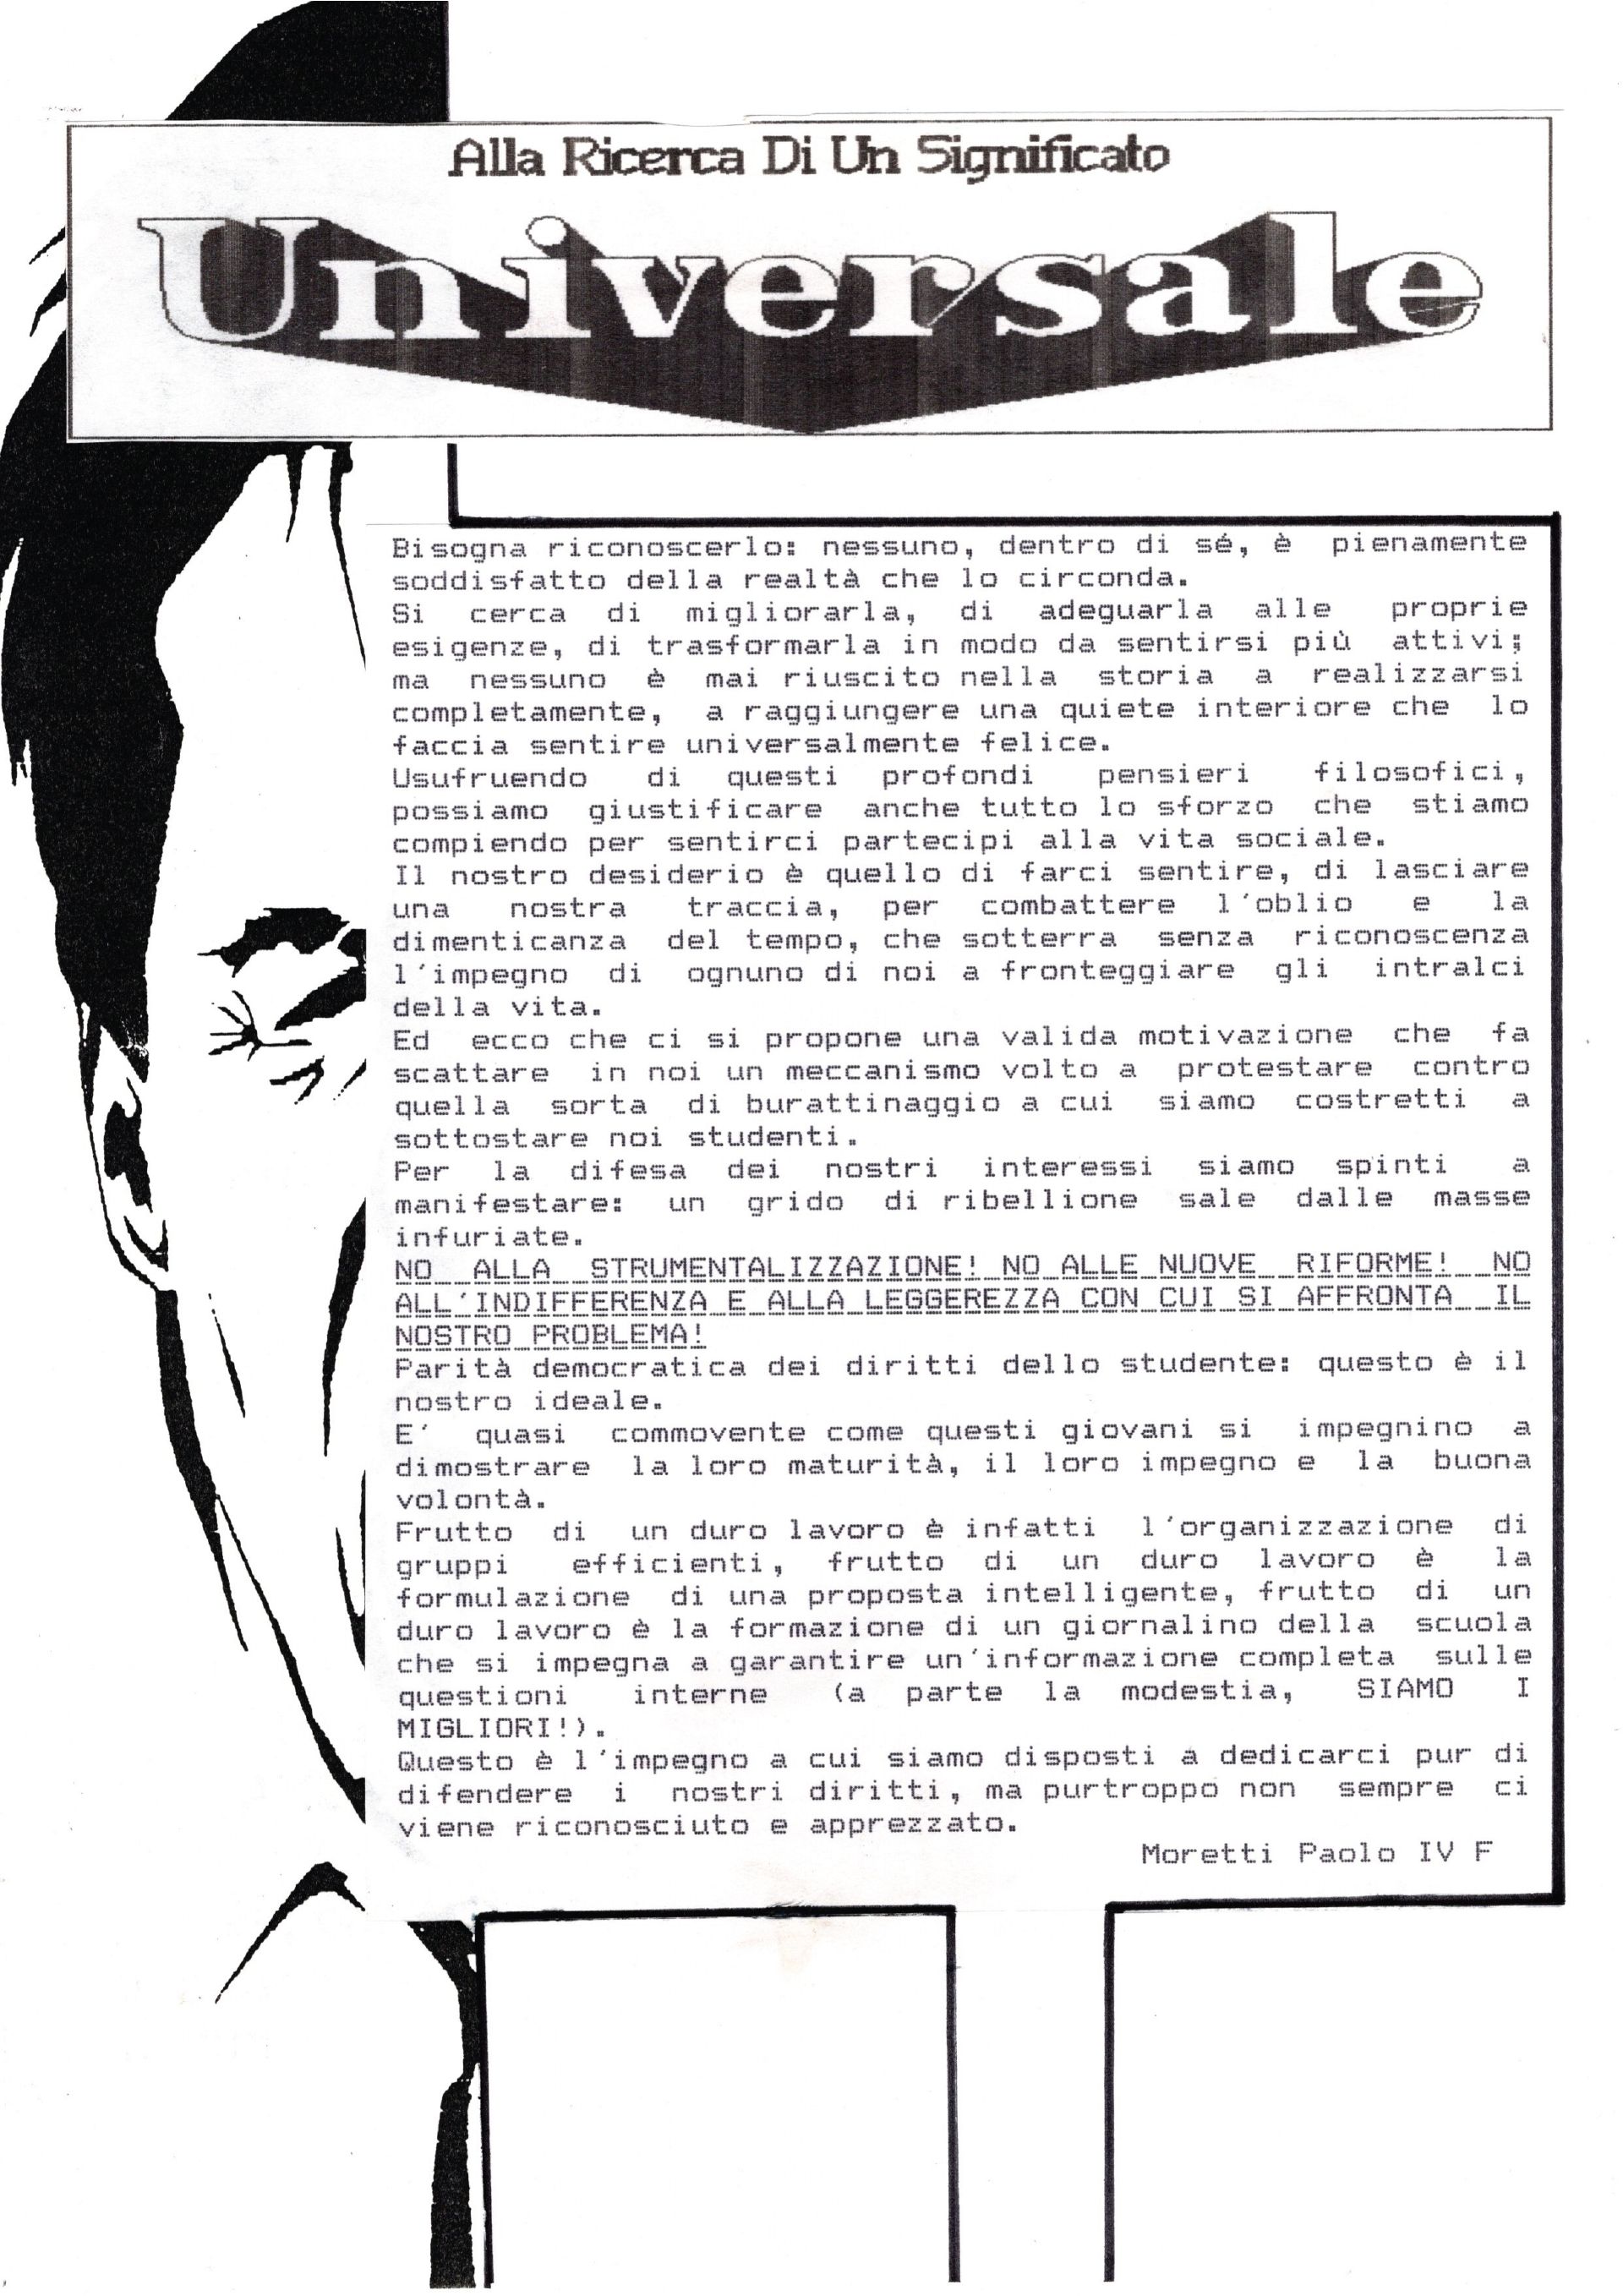 Alla Ricerca Di Un Significato
Universale
Bisogna riconoscerlo: nessuno, dentro di sé, è pienamente
soddisfatto della realtà che lo circonda.
Si cerca di migliorarla, di adeguarla alle proprie
esigenze, di trasformarla in modo da sentirsi più attivi;
ma nessuno è mai riuscito nella storia a realizzarsi
completamente, a raggiungere una quiete interiore che lo
faccia sentire universalmente felice.
Usufruendo di questi profondi pensieri filosofici,
possiamo giustificare anche tutto lo sforzo che stiamo
compiendo per sentirci partecipi alla vita sociale.
Il nostro desiderio è quello di farci sentire, di lasciare
una nostra traccia, per combattere l'oblio e la
dimenticanza del tempo, che sotterra senza riconoscenza
l'impegno di ognuno di noi a fronteggiare gli intralci
della vita.
Ed ecco che ci si propone una valida motivazione che fa
scattare in noi un meccanismo volto a protestare contro
quella sorta di burattinaggio a cui siamo costretti a
sottostare noi studenti.
Per la difesa dei nostri interessi siamo spinti a
manifestare: un grido di ribellione sale dalle masse
infuriate.
NO ALLA STRUMENTALIZZAZIONE! NO ALLE NUOVE RIFORME! NO
ALL'INDIFFERENZA E ALLA LEGGEREZZA CON CUI SI AFFRONTA IL
NOSTRO PROBLEMA!
Parità democratica dei diritti dello studente: questo è il
nostro ideale.
E' quasi commovente come questi giovani si impegnino a
dimostrare la loro maturità, il loro impegno e la buona
volontà.
Frutto di un duro lavoro è infatti l'organizzazione di
gruppi efficienti, frutto di un duro lavoro è la
formulazione di una proposta intelligente, frutto di un
duro lavoro è la formazione di un giornalino della scuola
che si impegna a garantire un'informazione completa sulle
questioni interne (a parte la modestia, SIAMO I
MIGLIORI!).
Questo è l'impegno a cui siamo disposti a dedicarci pur di
difendere i nostri diritti, ma purtroppo non sempre ci
viene riconosciuto e apprezzato.
Moretti Paolo IV F